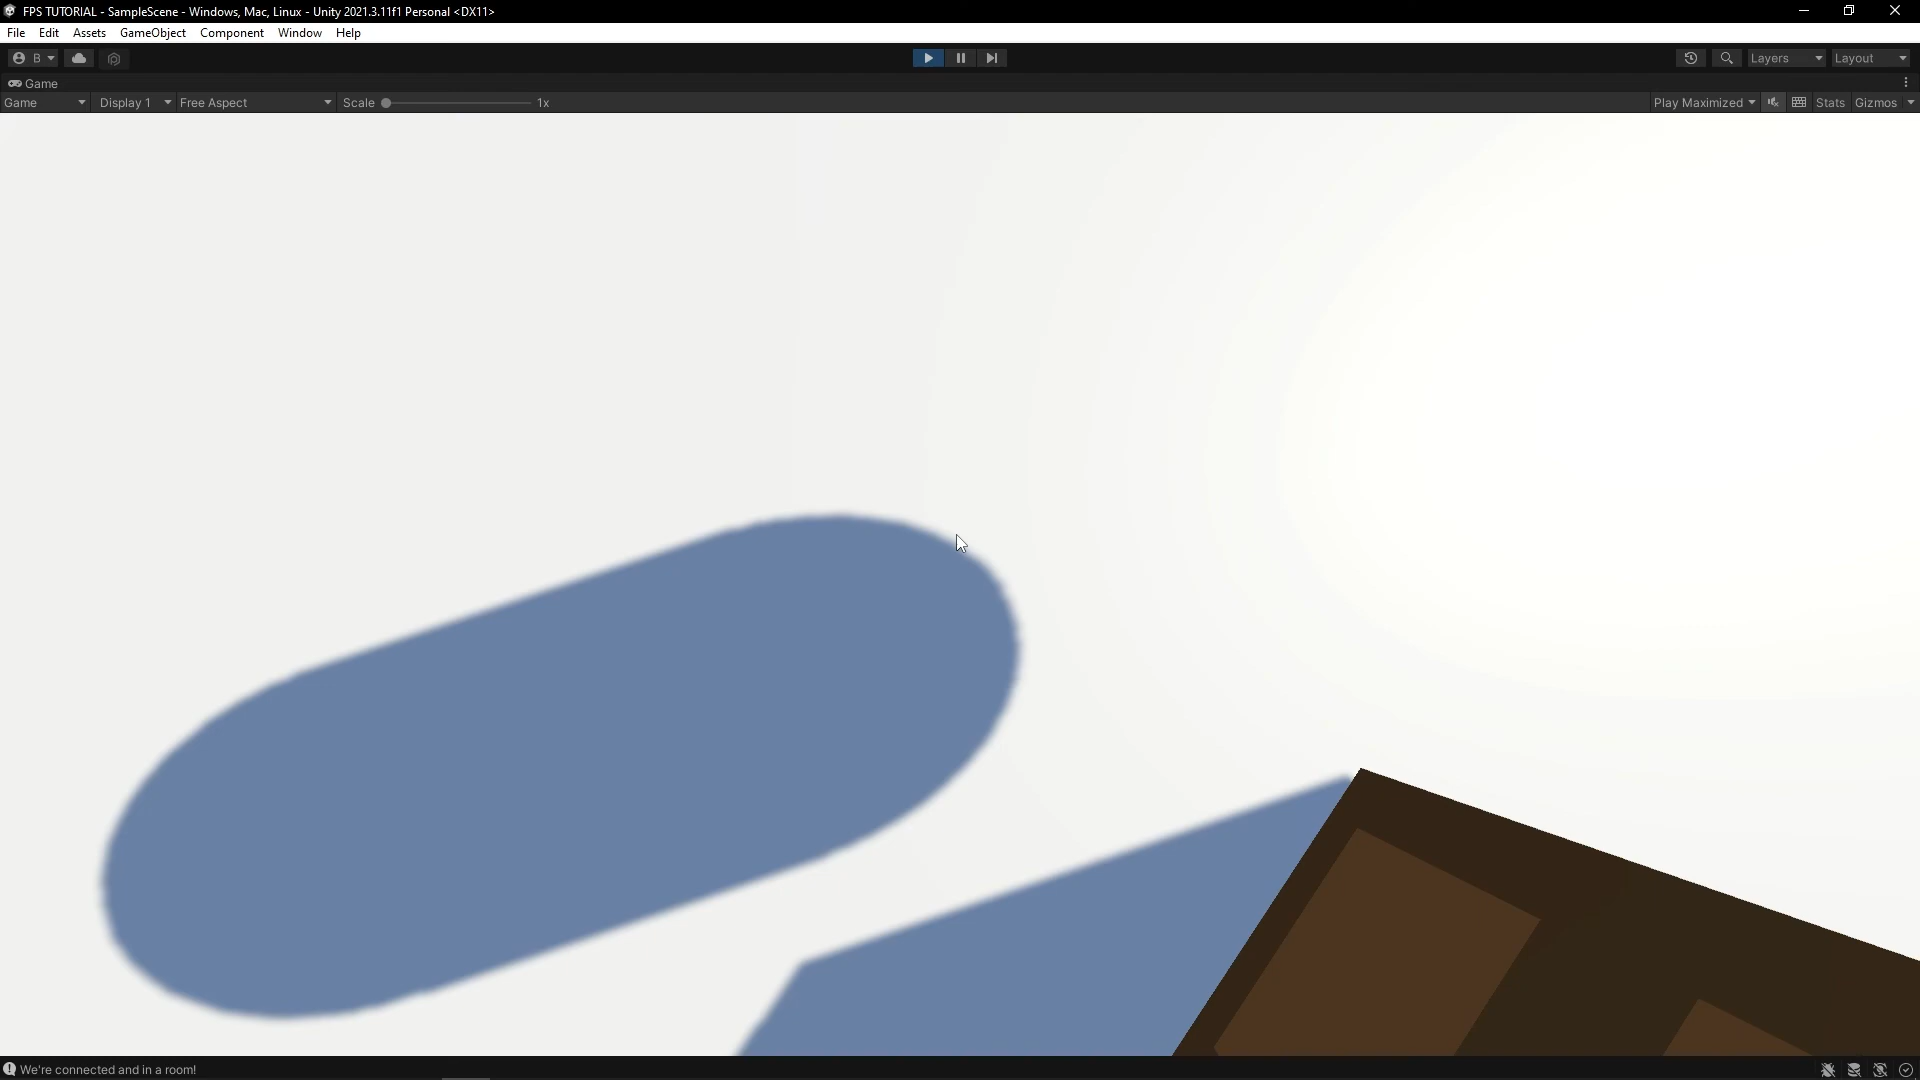 FPS TUTORIAL - SampleScene - Windows, Mac, Linux - Unity 2021.3.11f1 Personal <DX11>
File Edit Assets GameObject Component Window Help
B Layers Layout
Game
Game Display 1 Free Aspect Scale 1x Play Maximized Stats Gizmos
We're connected and in a room!